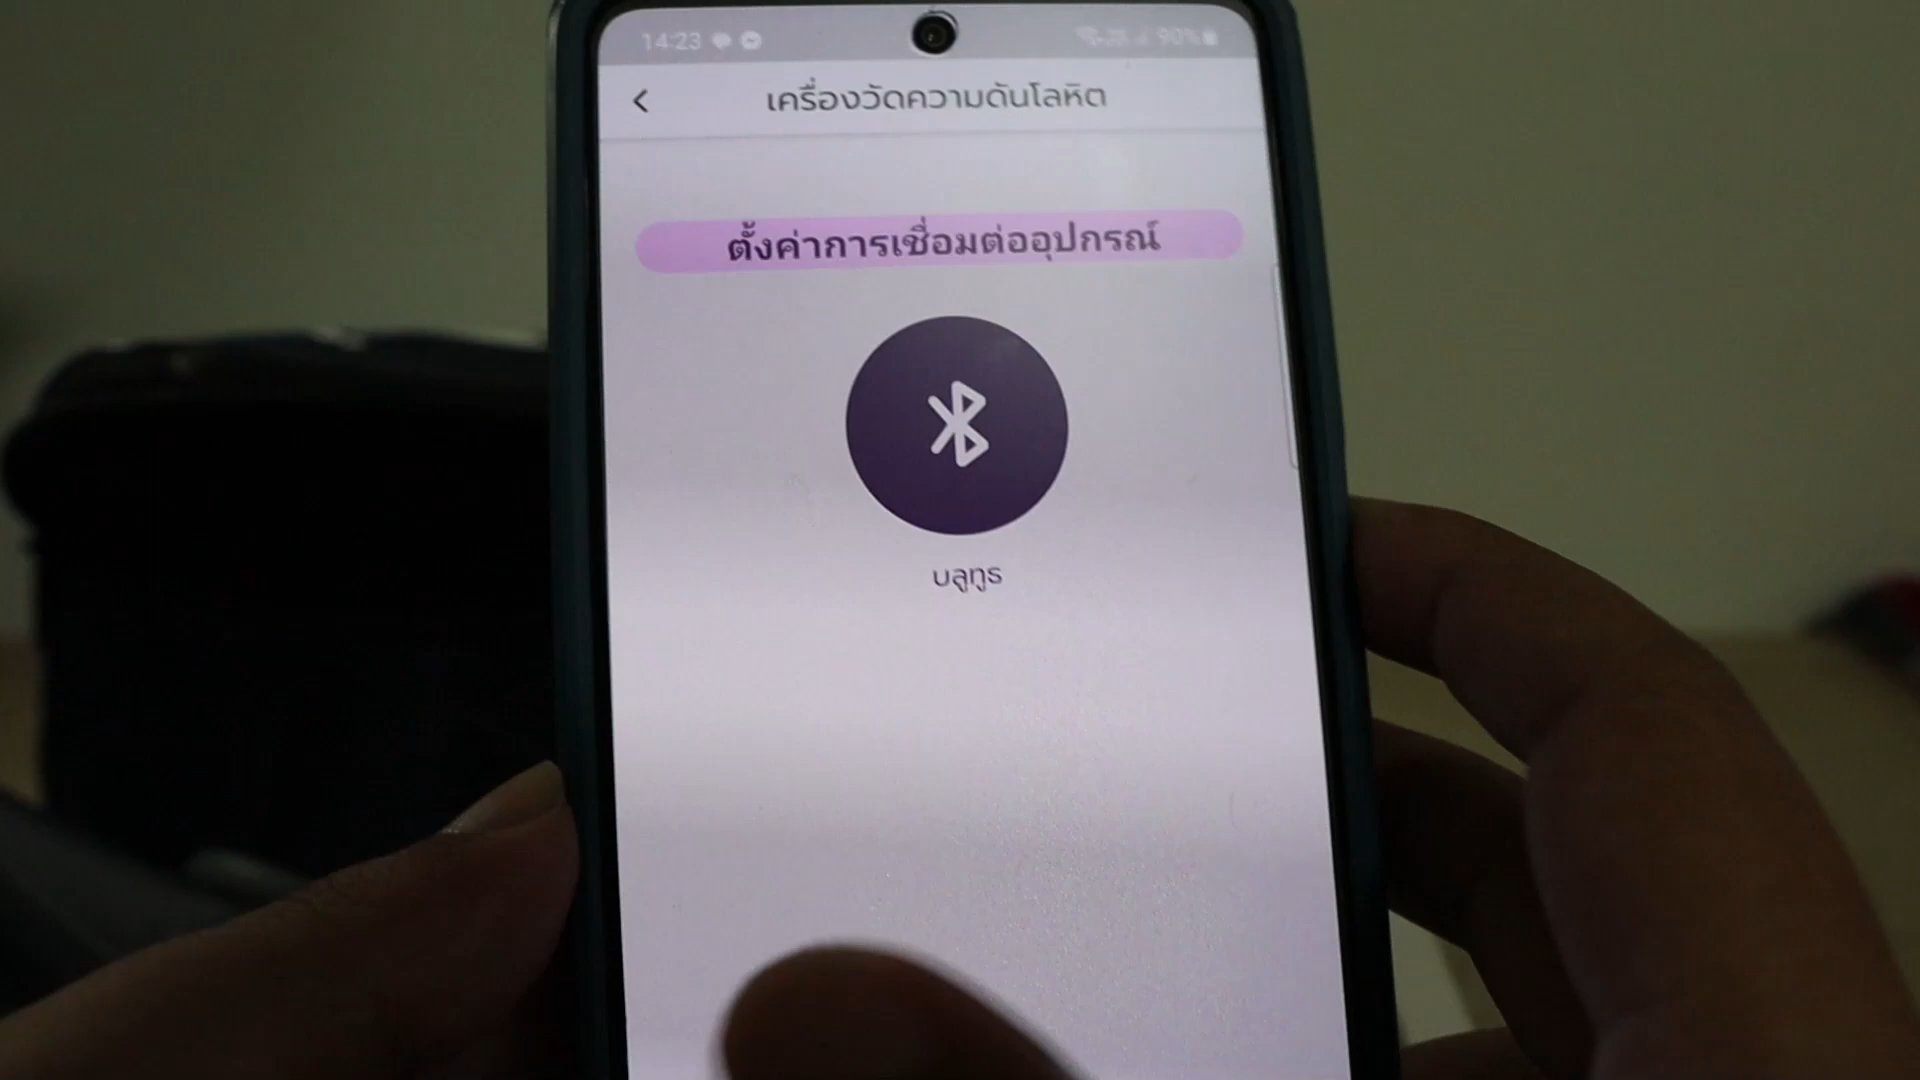 14:23
90%
เครื่องวัดความดันโลหิต
ตั้งค่าการเชื่อมต่ออุปกรณ์
บลูทูธ